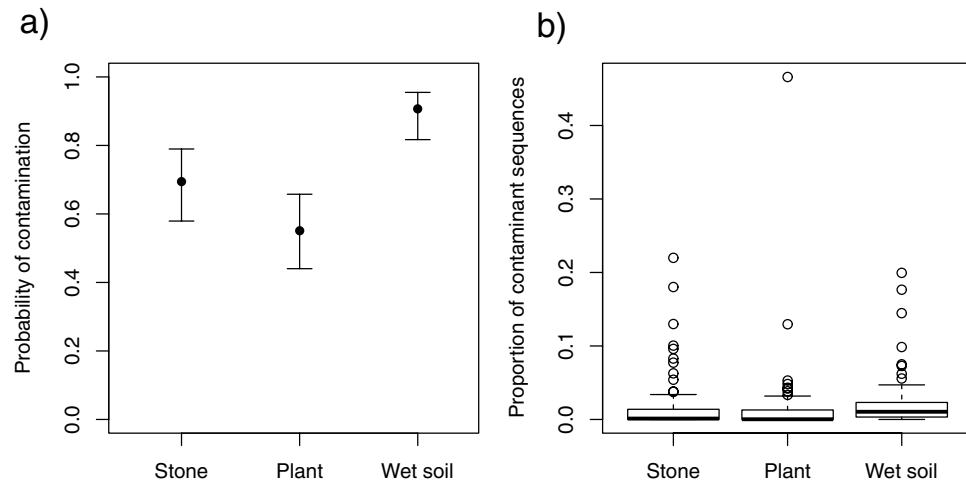 a)
Probability of contamination
1.0
0.8
0.6
0.4
0.2
0.0
Stone Plant Wet soil
b)
Proportion of contaminant sequences
0.4
0.3
0.2
0.1
0.0
Stone Plant Wet soil